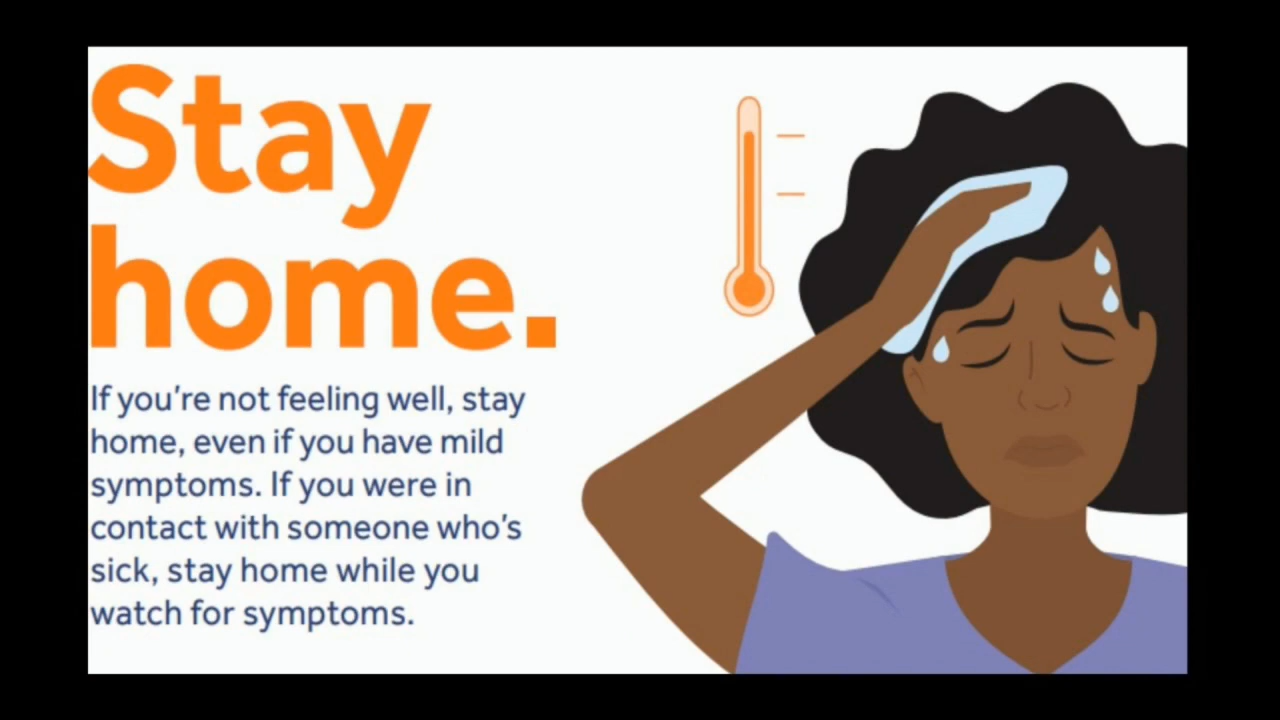 Stay
home.
If you're not feeling well, stay
home, even if you have mild
symptoms. If you were in
contact with someone who's
sick, stay home while you
watch for symptoms.